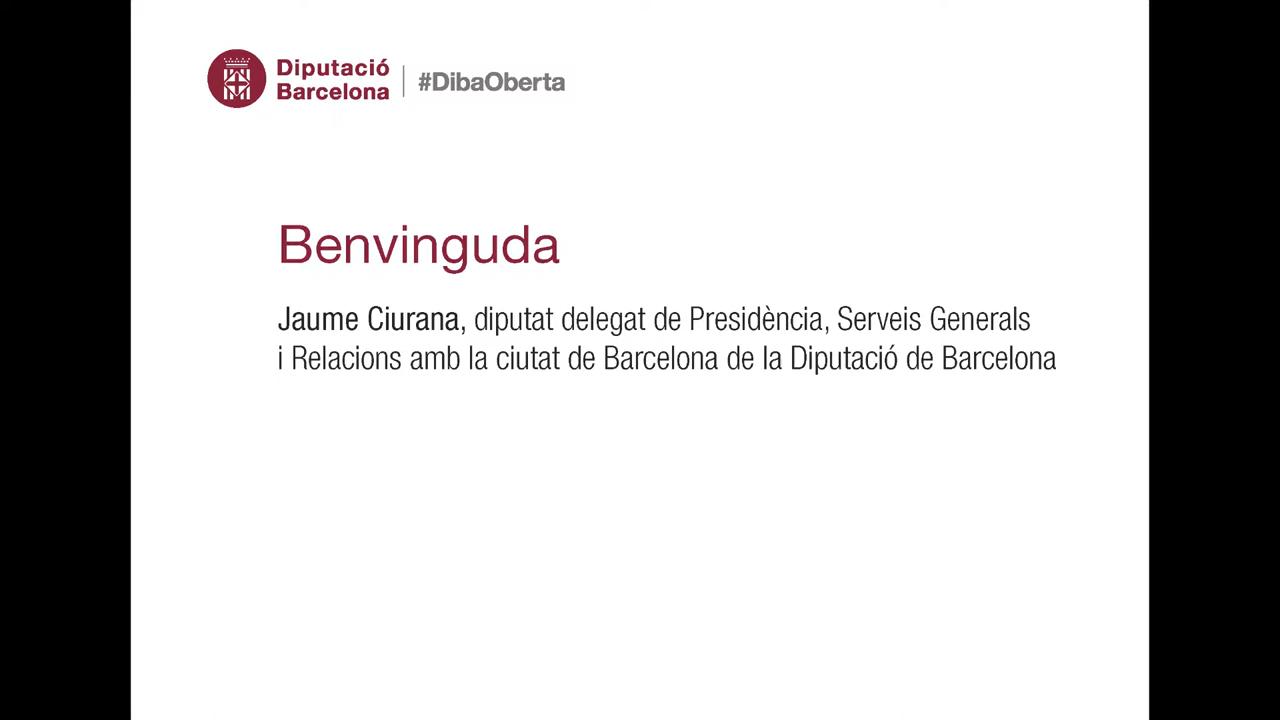 Diputació
Barcelona
#DibaOberta
Benvinguda
Jaume Ciurana, diputat delegat de Presidència, Serveis Generals
i Relacions amb la ciutat de Barcelona de la Diputació de Barcelona